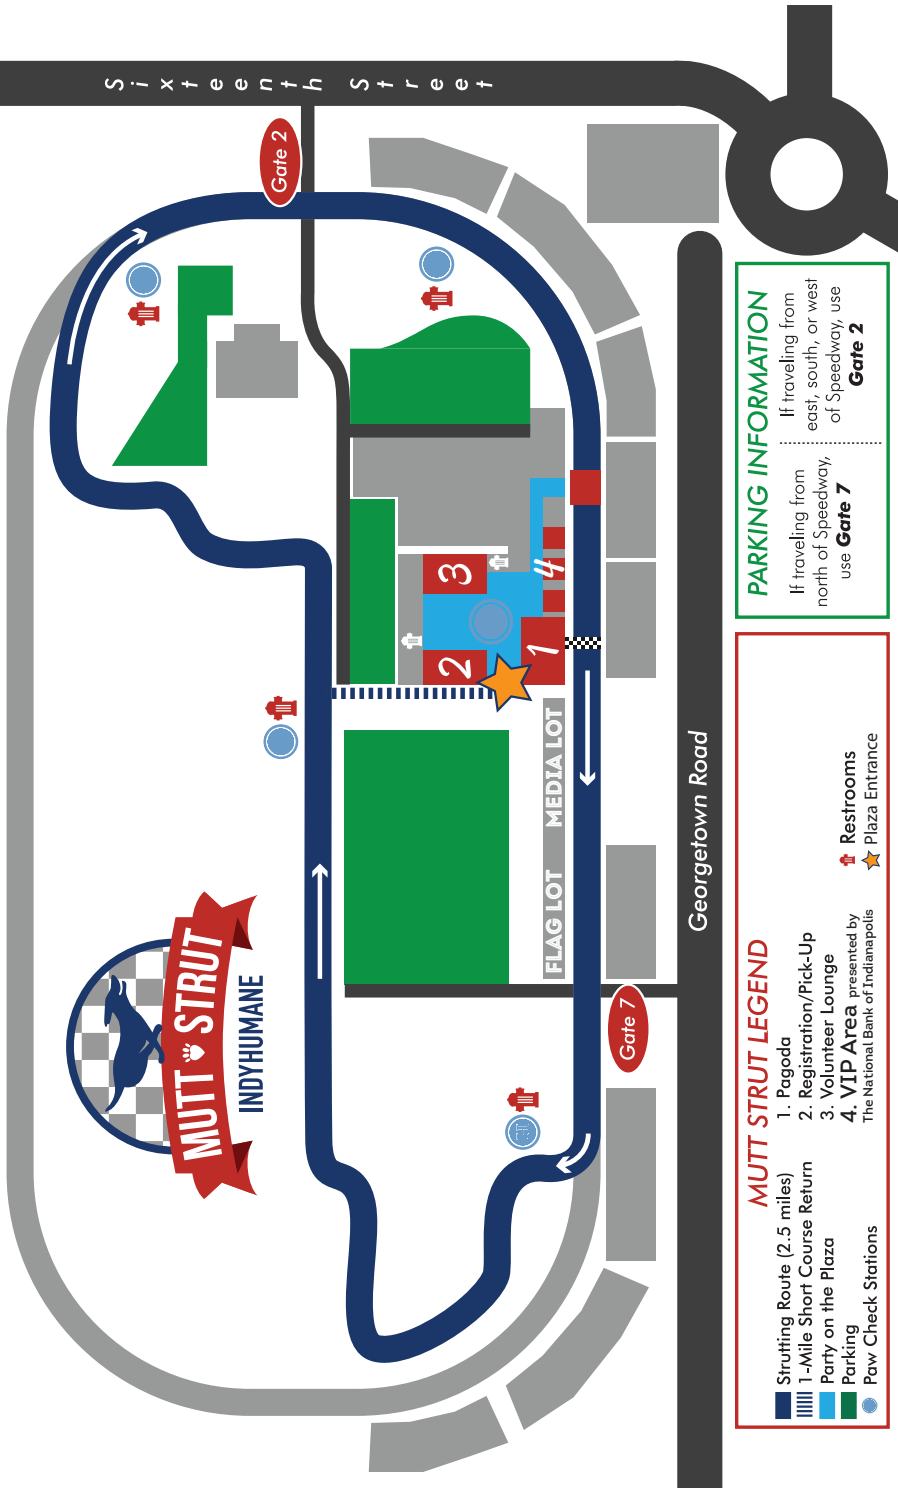 Sixteenth Street
Gate 2
3
4
2
1
MEDIA LOT
FLAG LOT
Gate 7
Georgetown Road
MUTT STRUT
INDYHUMANE
MUTT STRUT LEGEND
Strutting Route (2.5 miles)
1-Mile Short Course Return
Party on the Plaza
Parking
Paw Check Stations
1. Pagoda
2. Registration/Pick-Up
3. Volunteer Lounge
4. VIP Area presented by
The National Bank of Indianapolis
Restrooms
Plaza Entrance
PARKING INFORMATION
If traveling from
north of Speedway,
use Gate 7
If traveling from
east, south, or west
of Speedway, use
Gate 2